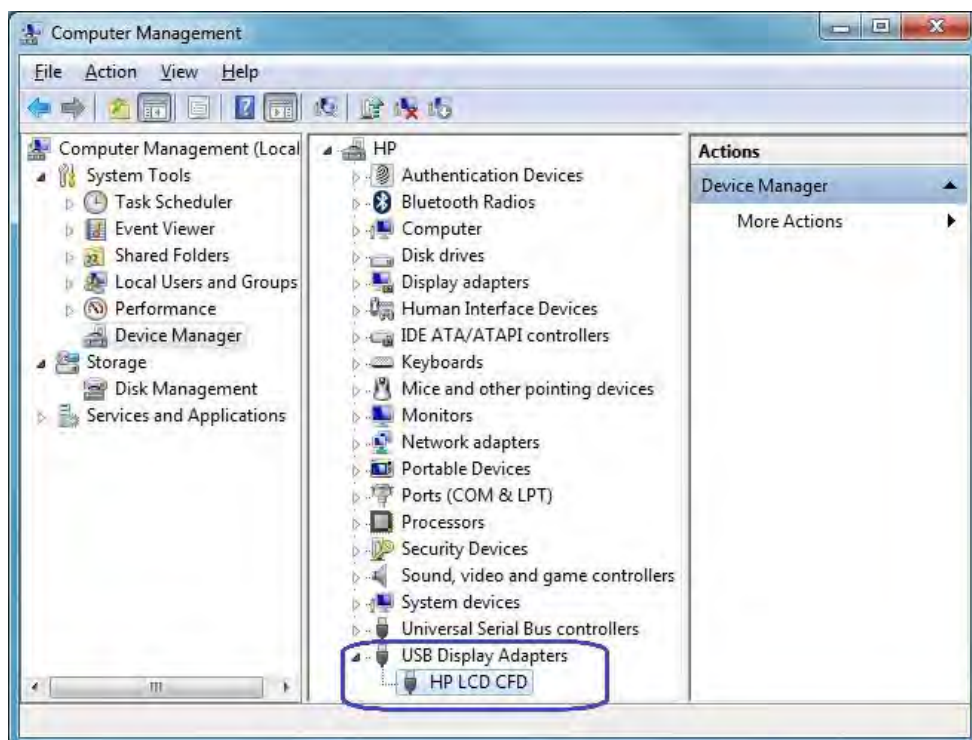 Computer Management
File Action View Help
Computer Management (Local
System Tools
Task Scheduler
Event Viewer
Shared Folders
Local Users and Groups
Performance
Device Manager
Storage
Disk Management
Services and Applications
HP
Authentication Devices
Bluetooth Radios
Computer
Disk drives
Display adapters
Human Interface Devices
IDE ATA/ATAPI controllers
Keyboards
Mice and other pointing devices
Monitors
Network adapters
Portable Devices
Ports (COM & LPT)
Processors
Security Devices
Sound, video and game controllers
System devices
Universal Serial Bus controllers
USB Display Adapters
HP LCD CFD
Actions
Device Manager
More Actions